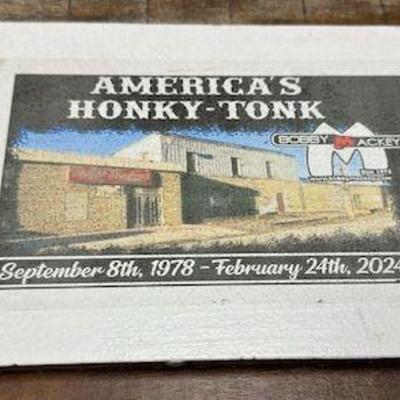 AMERICA'S
HONKY-TONK
BOBBY MACKEY
September 8th, 1978 - February 24th, 2024